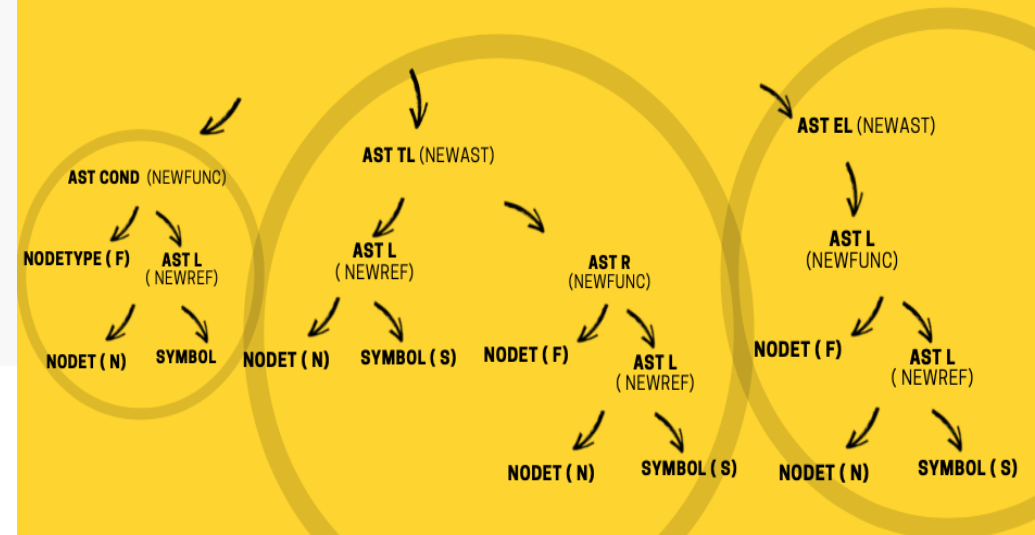 AST COND (NEWFUNC)
NODETYPE ( F)
AST L
( NEWREF)
NODET ( N)
SYMBOL
AST TL (NEWAST)
AST L
( NEWREF)
NODET ( N)
SYMBOL ( S)
AST R
(NEWFUNC)
NODET ( F)
AST L
( NEWREF)
NODET ( N)
SYMBOL ( S)
AST EL (NEWAST)
AST L
(NEWFUNC)
NODET ( F)
AST L
( NEWREF)
NODET ( N)
SYMBOL ( S)